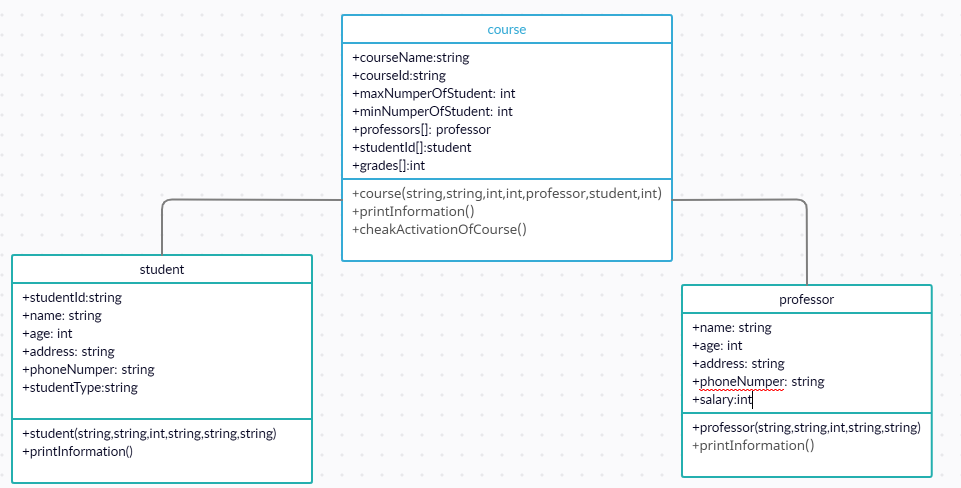 course
+courseName:string
+courseId:string
+maxNumperOfStudent: int
+minNumperOfStudent: int
+professors[]: professor
+studentId[]:student
+grades[]:int
+course(string,string,int,int,professor,student,int)
+printInformation()
+cheakActivationOfCourse()
student
+studentId:string
+name: string
+age: int
+address: string
+phoneNumper: string
+studentType:string
+student(string,string,int,string,string,string)
+printInformation()
professor
+name: string
+age: int
+address: string
+phoneNumper: string
+salary:int
+professor(string,string,int,string,string)
+printInformation()